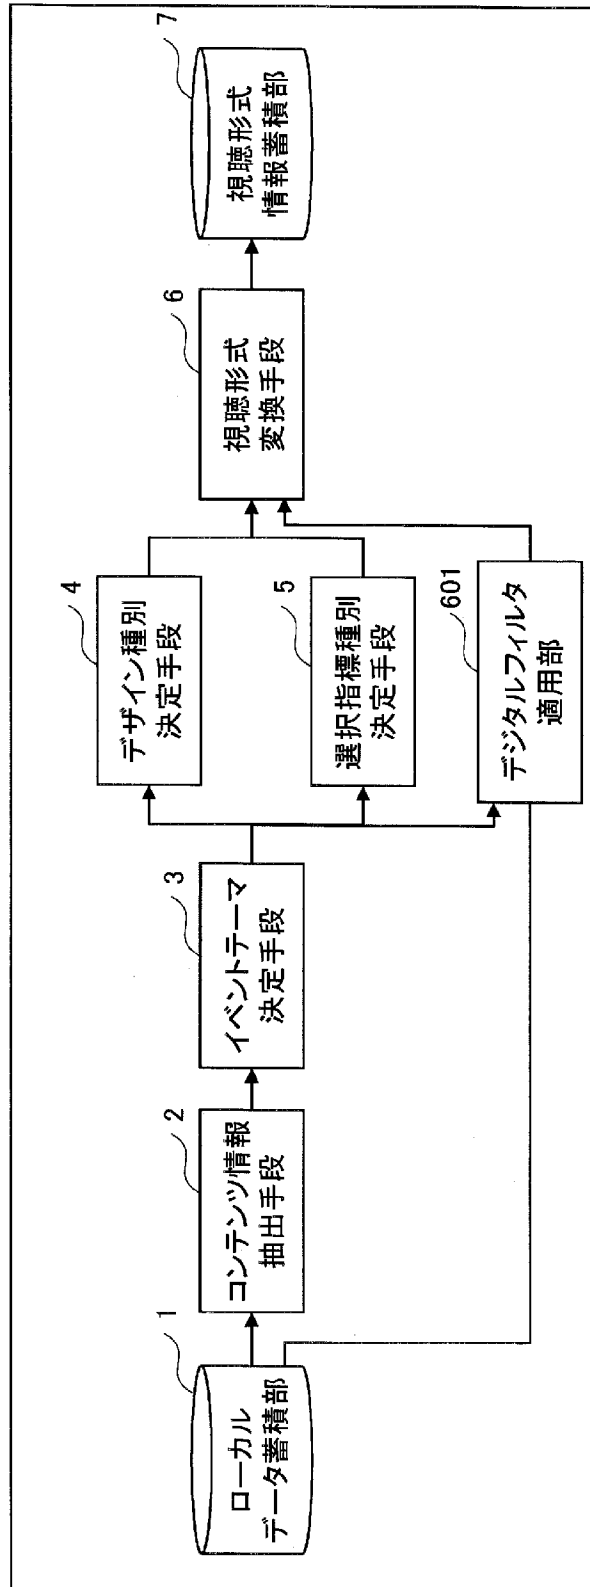 1
ローカル
データ蓄積部
2
コンテンツ情報
抽出手段
3
イベントテーマ
決定手段
4
デザイン種別
決定手段
5
選択指標種別
決定手段
601
デジタルフィルタ
適用部
6
視聴形式
変換手段
7
視聴形式
情報蓄積部